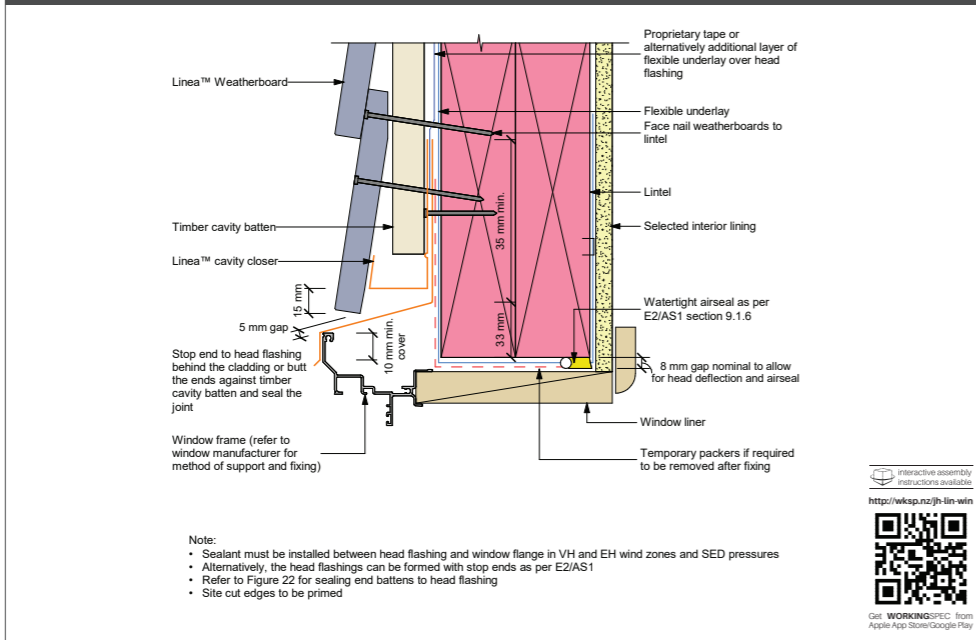 Proprietary tape or
alternatively additional layer of
flexible underlay over head
flashing
Linea™ Weatherboard
Flexible underlay
Face nail weatherboards to
lintel
Lintel
Timber cavity batten
Selected interior lining
35 mm min.
Linea™ cavity closer
15 mm
5 mm gap
Watertight airseal as per
E2/AS1 section 9.1.6
33 mm
10 mm min.
cover
Stop end to head flashing
behind the cladding or butt
the ends against timber
cavity batten and seal the
joint
8 mm gap nominal to allow
for head deflection and airseal
Window liner
Window frame (refer to
window manufacturer for
method of support and fixing)
Temporary packers if required
to be removed after fixing
interactive assembly
instructions available
http://wksp.nz/jh-lin-win
Note:
• Sealant must be installed between head flashing and window flange in VH and EH wind zones and SED pressures
• Alternatively, the head flashings can be formed with stop ends as per E2/AS1
• Refer to Figure 22 for sealing end battens to head flashing
• Site cut edges to be primed
Get WORKINGSPEC from
Apple App Store/Google Play